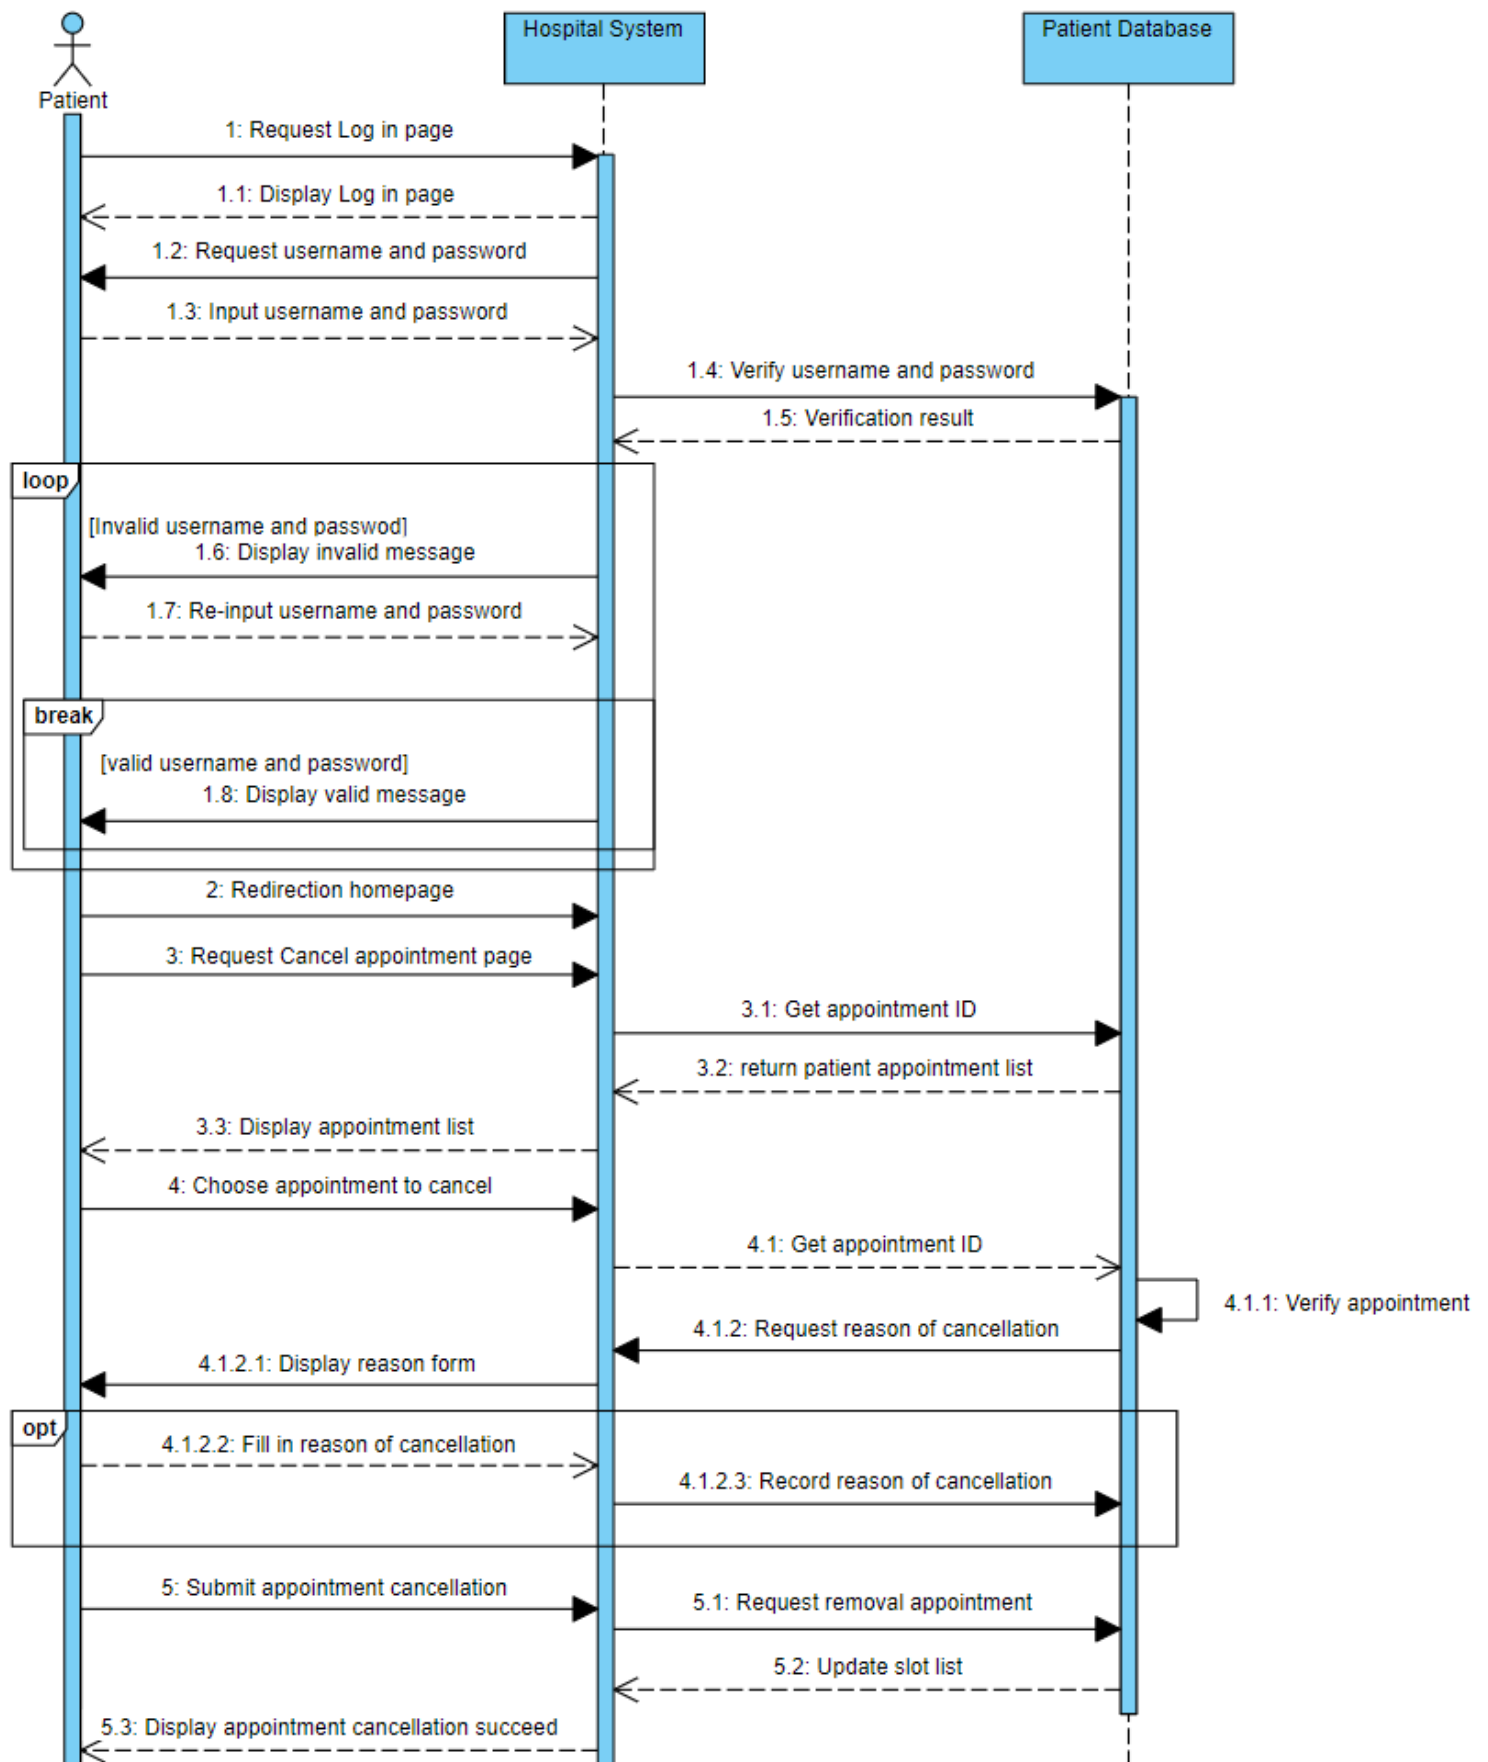 Hospital System
Patient Database
Patient
1: Request Log in page
1.1: Display Log in page
1.2: Request username and password
1.3: Input username and password
1.4: Verify username and password
1.5: Verification result
loop
[Invalid username and passwod]
1.6: Display invalid message
1.7: Re-input username and password
break
[valid username and password]
1.8: Display valid message
2: Redirection homepage
3: Request Cancel appointment page
3.1: Get appointment ID
3.2: return patient appointment list
3.3: Display appointment list
4: Choose appointment to cancel
4.1: Get appointment ID
4.1.1: Verify appointment
4.1.2: Request reason of cancellation
4.1.2.1: Display reason form
opt
4.1.2.2: Fill in reason of cancellation
4.1.2.3: Record reason of cancellation
5: Submit appointment cancellation
5.1: Request removal appointment
5.2: Update slot list
5.3: Display appointment cancellation succeed